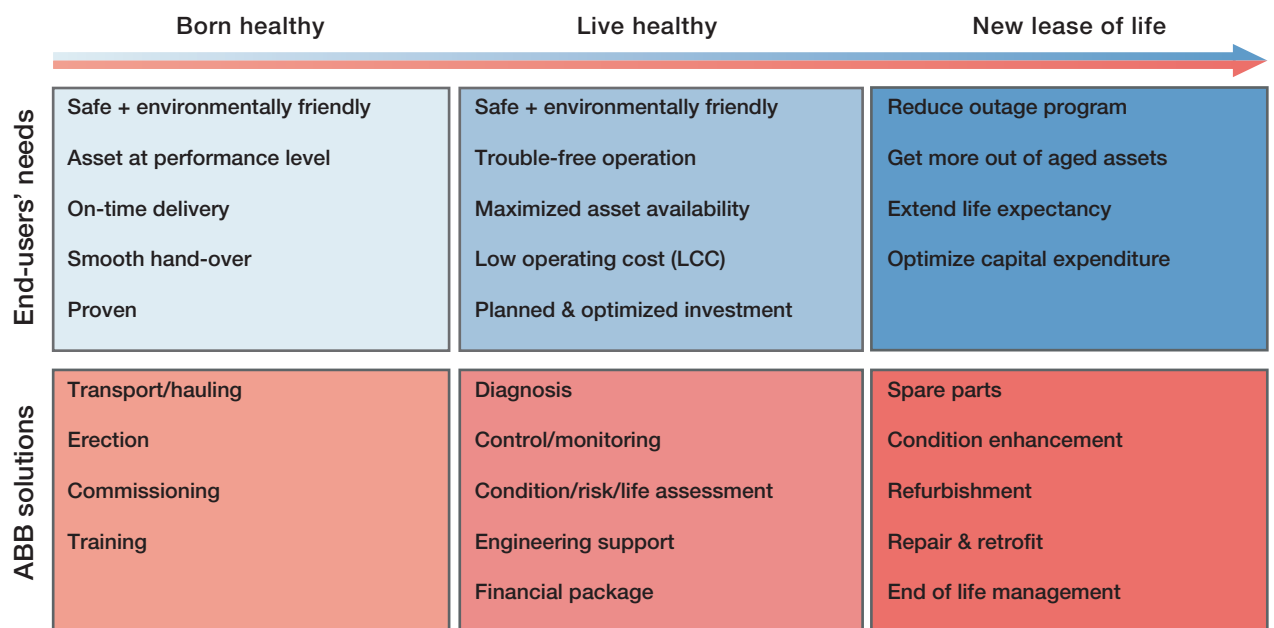 Born healthy
Live healthy
New lease of life
End-users' needs
Safe + environmentally friendly
Asset at performance level
On-time delivery
Smooth hand-over
Proven
Safe + environmentally friendly
Trouble-free operation
Maximized asset availability
Low operating cost (LCC)
Planned & optimized investment
Reduce outage program
Get more out of aged assets
Extend life expectancy
Optimize capital expenditure
ABB solutions
Transport/hauling
Erection
Commissioning
Training
Diagnosis
Control/monitoring
Condition/risk/life assessment
Engineering support
Financial package
Spare parts
Condition enhancement
Refurbishment
Repair & retrofit
End of life management